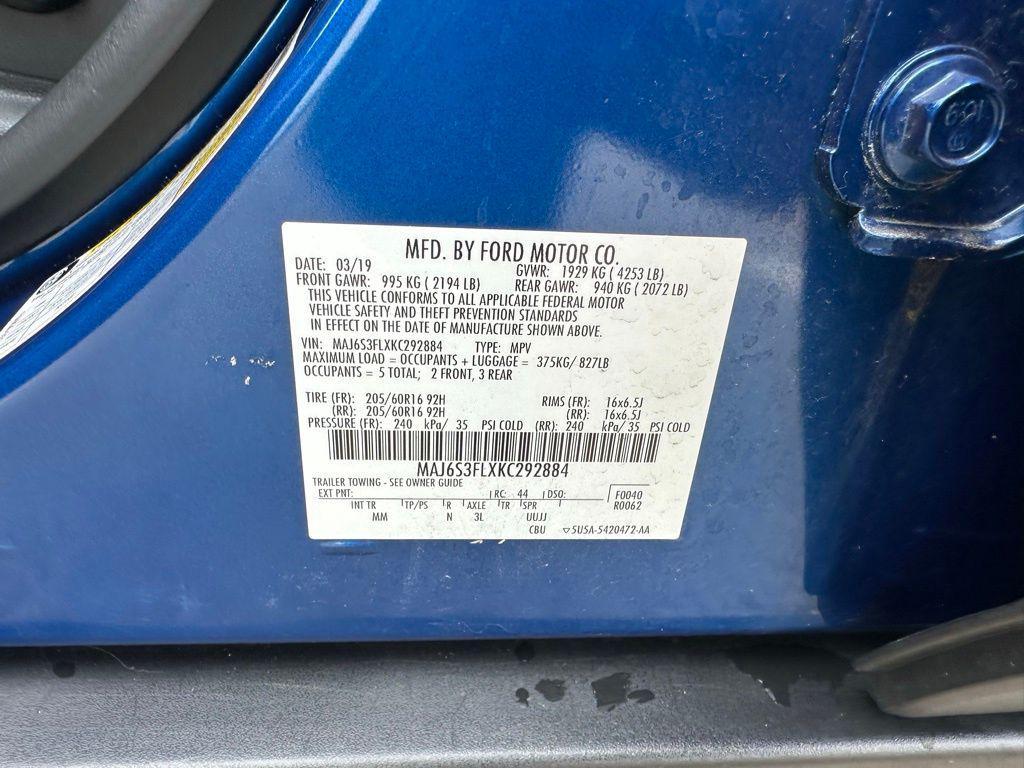 MFD. BY FORD MOTOR CO.
DATE: 03/19 GVWR: 1929 KG ( 4253 LB)
FRONT GAWR: 995 KG ( 2194 LB) REAR GAWR: 940 KG ( 2072 LB)
THIS VEHICLE CONFORMS TO ALL APPLICABLE FEDERAL MOTOR
VEHICLE SAFETY AND THEFT PREVENTION STANDARDS
IN EFFECT ON THE DATE OF MANUFACTURE SHOWN ABOVE.
VIN: MAJ6S3FLXKC292884 TYPE: MPV
MAXIMUM LOAD = OCCUPANTS + LUGGAGE = 375KG/ 827LB
OCCUPANTS = 5 TOTAL; 2 FRONT, 3 REAR
TIRE (FR): 205/60R16 92H RIMS (FR): 16x6.5J
(RR): 205/60R16 92H (RR): 16x6.5J
PRESSURE (FR): 240 kPa/ 35 PSI COLD (RR): 240 kPa/ 35 PSI COLD
MAJ6S3FLXKC292884
TRAILER TOWING - SEE OWNER GUIDE
EXT PNT: RC: 44 DSO: F0040
R0062
INT TR TP/PS R AXLE TR SPR
MM N 3L UUJJ
CBU 5U5A-5420472-AA
10.9